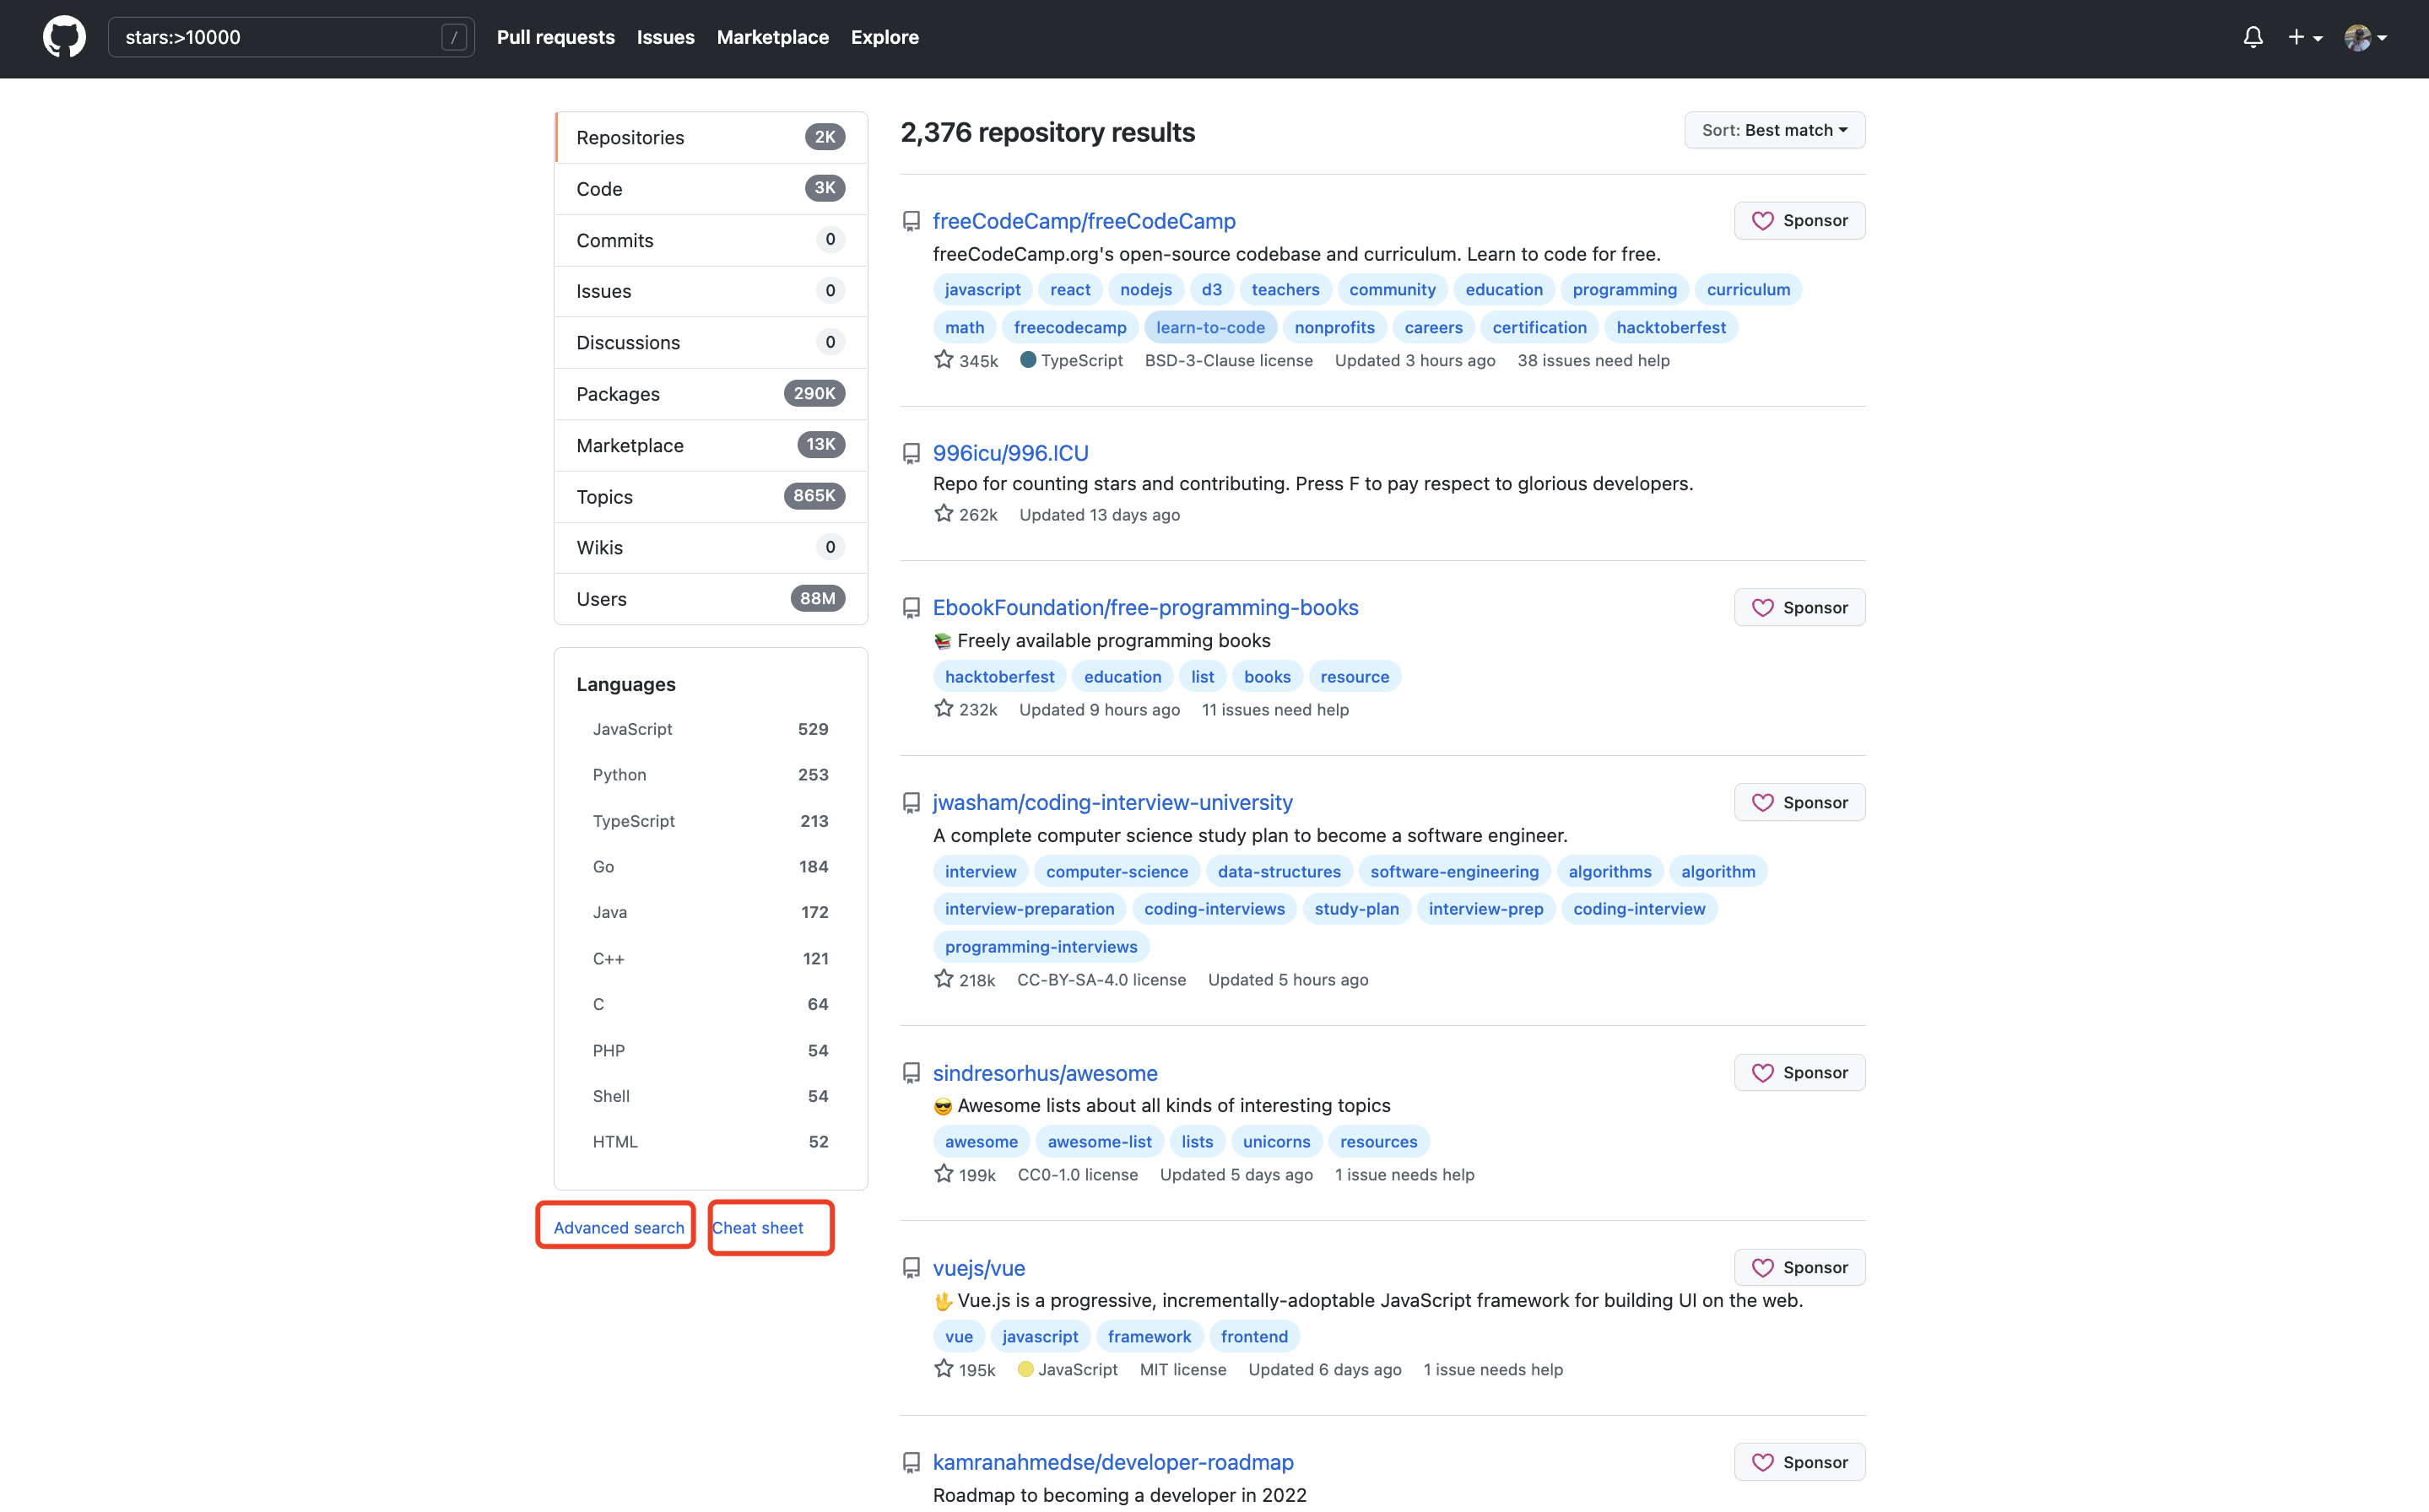 stars:>10000 / Pull requests Issues Marketplace Explore
Repositories 2K
Code 3K
Commits 0
Issues 0
Discussions 0
Packages 290K
Marketplace 13K
Topics 865K
Wikis 0
Users 88M
Languages
JavaScript 529
Python 253
TypeScript 213
Go 184
Java 172
C++ 121
C 64
PHP 54
Shell 54
HTML 52
Advanced search Cheat sheet
2,376 repository results Sort: Best match
freeCodeCamp/freeCodeCamp Sponsor
freeCodeCamp.org's open-source codebase and curriculum. Learn to code for free.
javascript react nodejs d3 teachers community education programming curriculum
math freecodecamp learn-to-code nonprofits careers certification hacktoberfest
345k TypeScript BSD-3-Clause license Updated 3 hours ago 38 issues need help
996icu/996.ICU
Repo for counting stars and contributing. Press F to pay respect to glorious developers.
262k Updated 13 days ago
EbookFoundation/free-programming-books Sponsor
📚 Freely available programming books
hacktoberfest education list books resource
232k Updated 9 hours ago 11 issues need help
jwasham/coding-interview-university Sponsor
A complete computer science study plan to become a software engineer.
interview computer-science data-structures software-engineering algorithms algorithm
interview-preparation coding-interviews study-plan interview-prep coding-interview
programming-interviews
218k CC-BY-SA-4.0 license Updated 5 hours ago
sindresorhus/awesome Sponsor
😎 Awesome lists about all kinds of interesting topics
awesome awesome-list lists unicorns resources
199k CC0-1.0 license Updated 5 days ago 1 issue needs help
vuejs/vue Sponsor
🖖 Vue.js is a progressive, incrementally-adoptable JavaScript framework for building UI on the web.
vue javascript framework frontend
195k JavaScript MIT license Updated 6 days ago 1 issue needs help
kamranahmedse/developer-roadmap Sponsor
Roadmap to becoming a developer in 2022